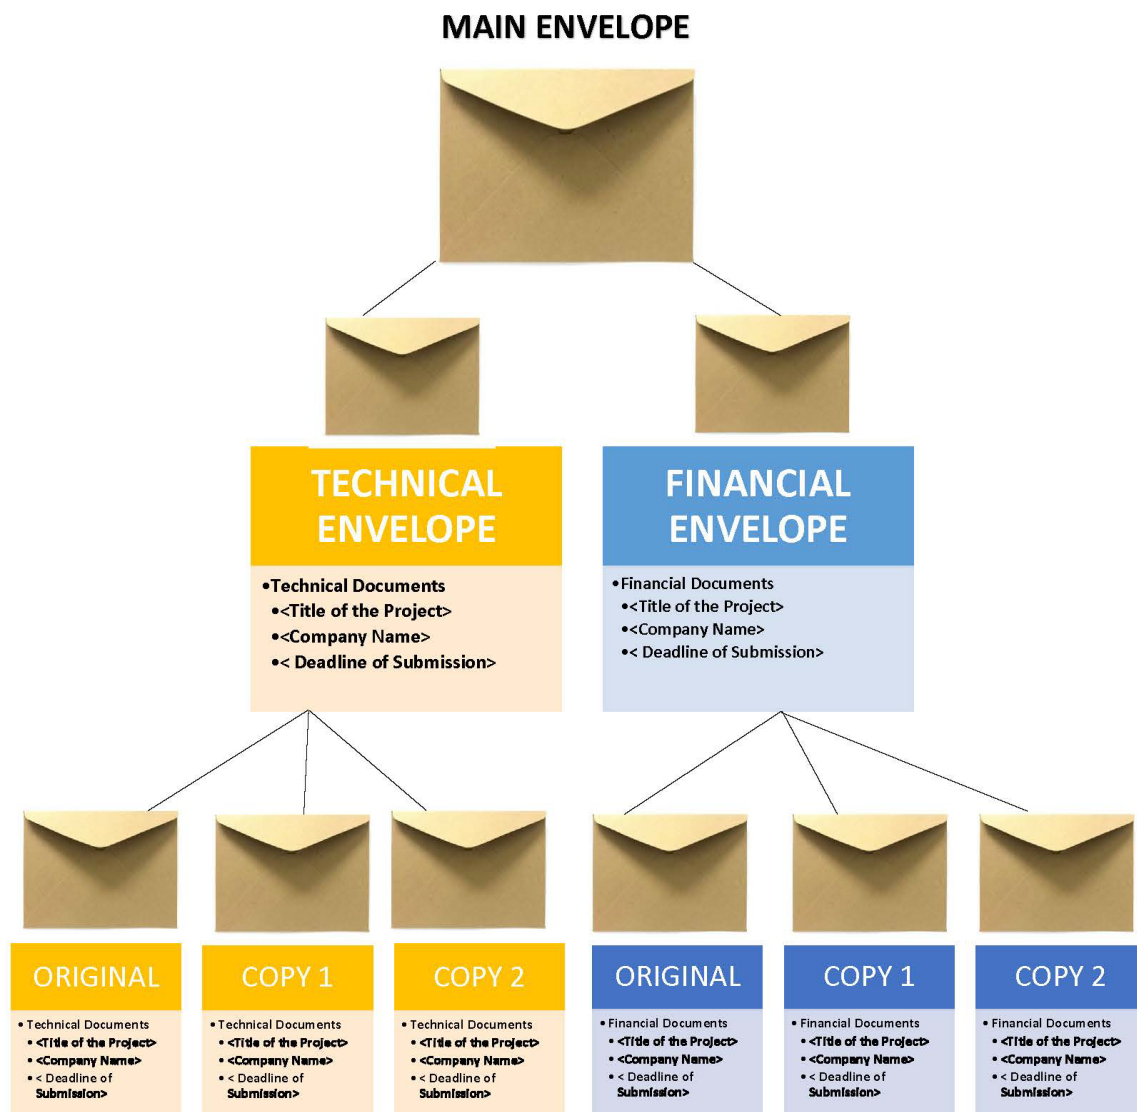 MAIN ENVELOPE
TECHNICAL
ENVELOPE
•Technical Documents
•<Title of the Project>
•<Company Name>
•< Deadline of Submission>
FINANCIAL
ENVELOPE
•Financial Documents
•<Title of the Project>
•<Company Name>
•< Deadline of Submission>
ORIGINAL
• Technical Documents
• <Title of the Project>
• <Company Name>
• < Deadline of
Submission>
COPY 1
• Technical Documents
• <Title of the Project>
• <Company Name>
• < Deadline of
Submission>
COPY 2
• Technical Documents
• <Title of the Project>
• <Company Name>
• < Deadline of
Submission>
ORIGINAL
• Financial Documents
• <Title of the Project>
• <Company Name>
• < Deadline of
Submission>
COPY 1
• Financial Documents
• <Title of the Project>
• <Company Name>
• < Deadline of
Submission>
COPY 2
• Financial Documents
• <Title of the Project>
• <Company Name>
• < Deadline of
Submission>